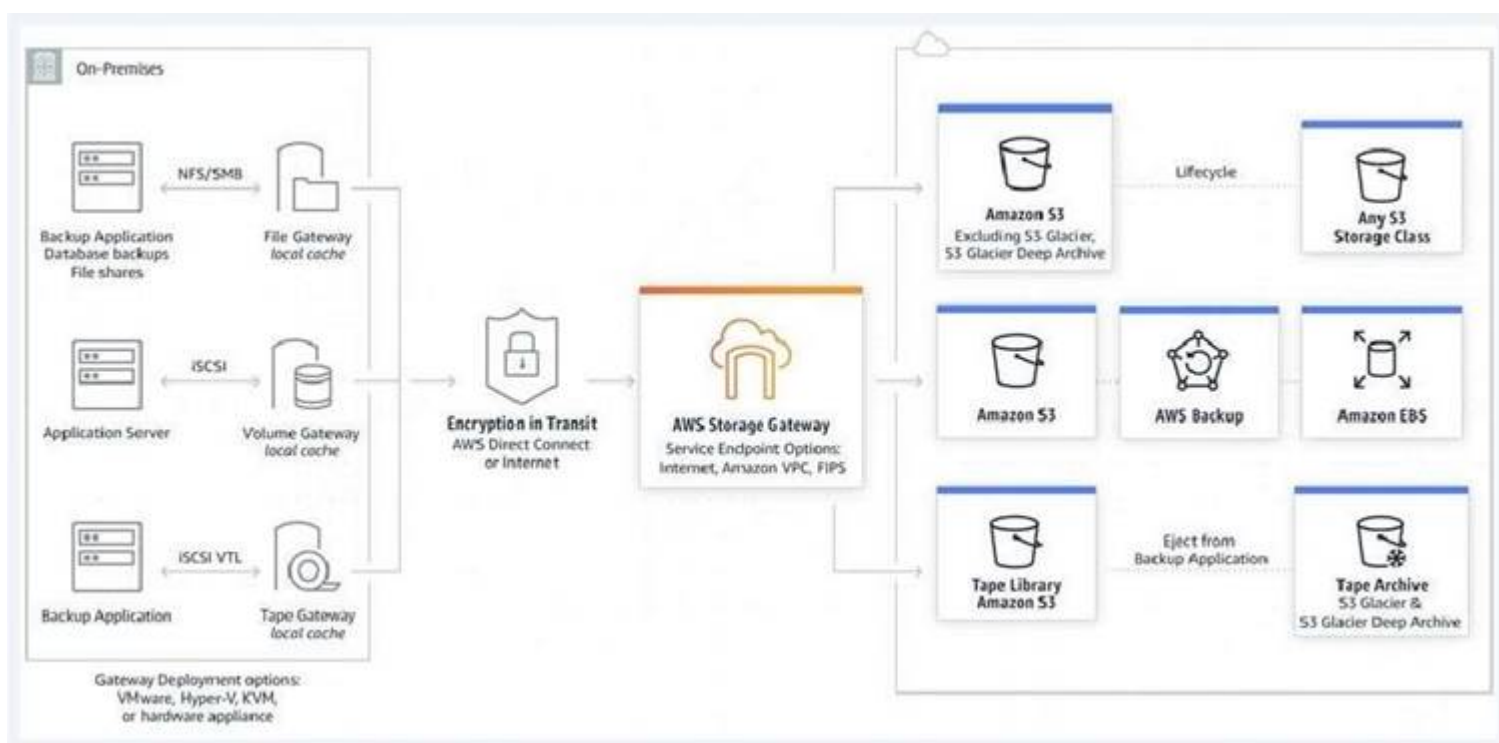 On-Premises
NFS/SMB
Backup Application
Database backups
File shares
File Gateway
local cache
iSCSI
Application Server
Volume Gateway
local cache
iSCSI VTL
Backup Application
Tape Gateway
local cache
Gateway Deployment options:
VMware, Hyper-V, KVM,
or hardware appliance
Encryption in Transit
AWS Direct Connect
or Internet
AWS Storage Gateway
Service Endpoint Options:
Internet, Amazon VPC, FIPS
Amazon S3
Excluding S3 Glacier,
S3 Glacier Deep Archive
Lifecycle
Any S3
Storage Class
Amazon S3
AWS Backup
Amazon EBS
Tape Library
Amazon S3
Eject from
Backup Application
Tape Archive
S3 Glacier &
S3 Glacier Deep Archive